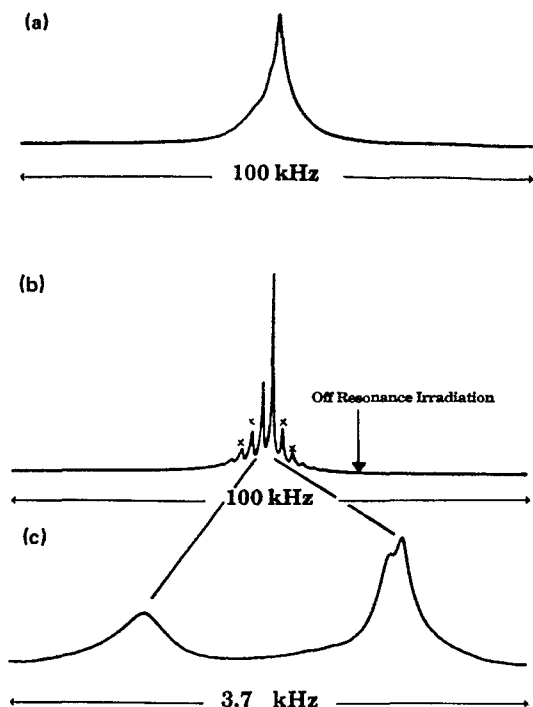 (a)
100 kHz
(b)
x x x x
Off Resonance Irradiation
100 kHz
(c)
3.7 kHz